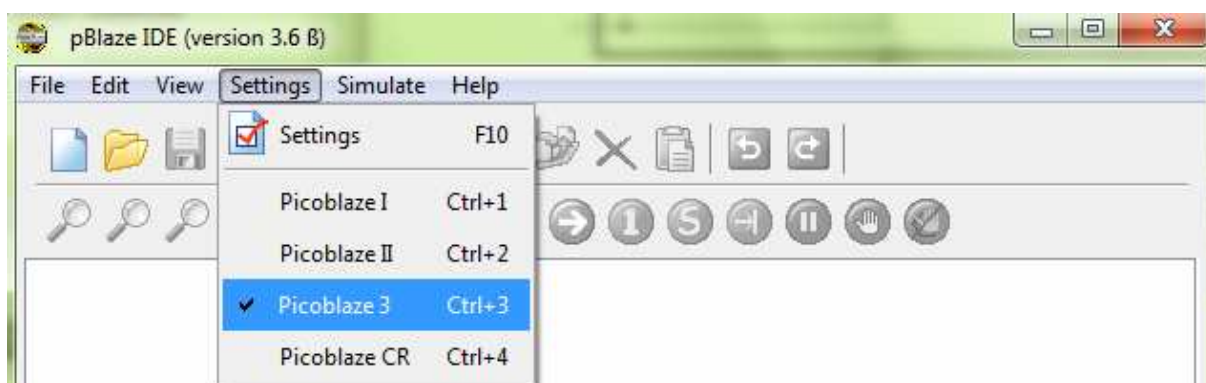 pBlaze IDE (version 3.6 ß)
File Edit View Settings Simulate Help
Settings F10
Picoblaze I Ctrl+1
Picoblaze II Ctrl+2
Picoblaze 3 Ctrl+3
Picoblaze CR Ctrl+4